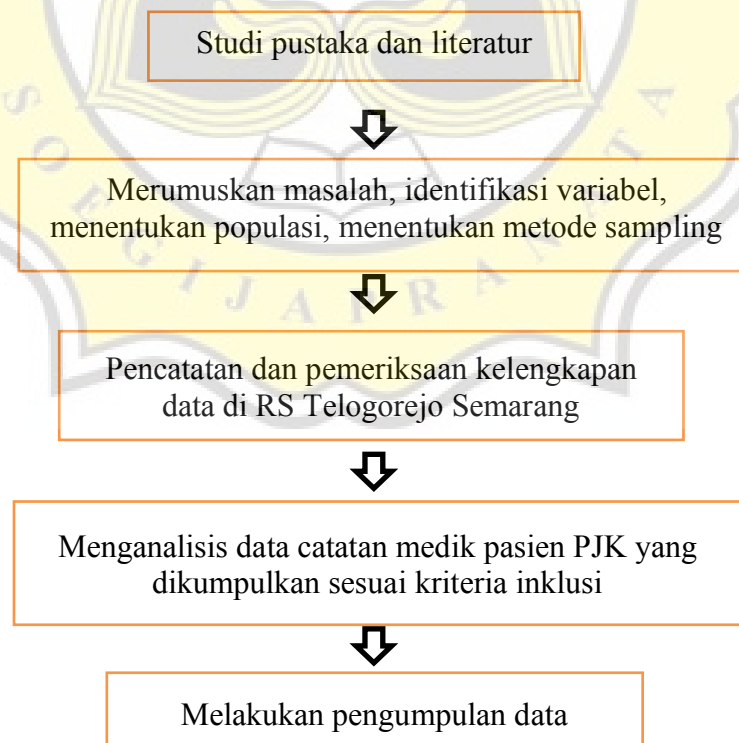 Studi pustaka dan literatur
Merumuskan masalah, identifikasi variabel,
menentukan populasi, menentukan metode sampling
Pencatatan dan pemeriksaan kelengkapan
data di RS Telogorejo Semarang
Menganalisis data catatan medik pasien PJK yang
dikumpulkan sesuai kriteria inklusi
Melakukan pengumpulan data
SOEGIJAPRANATA